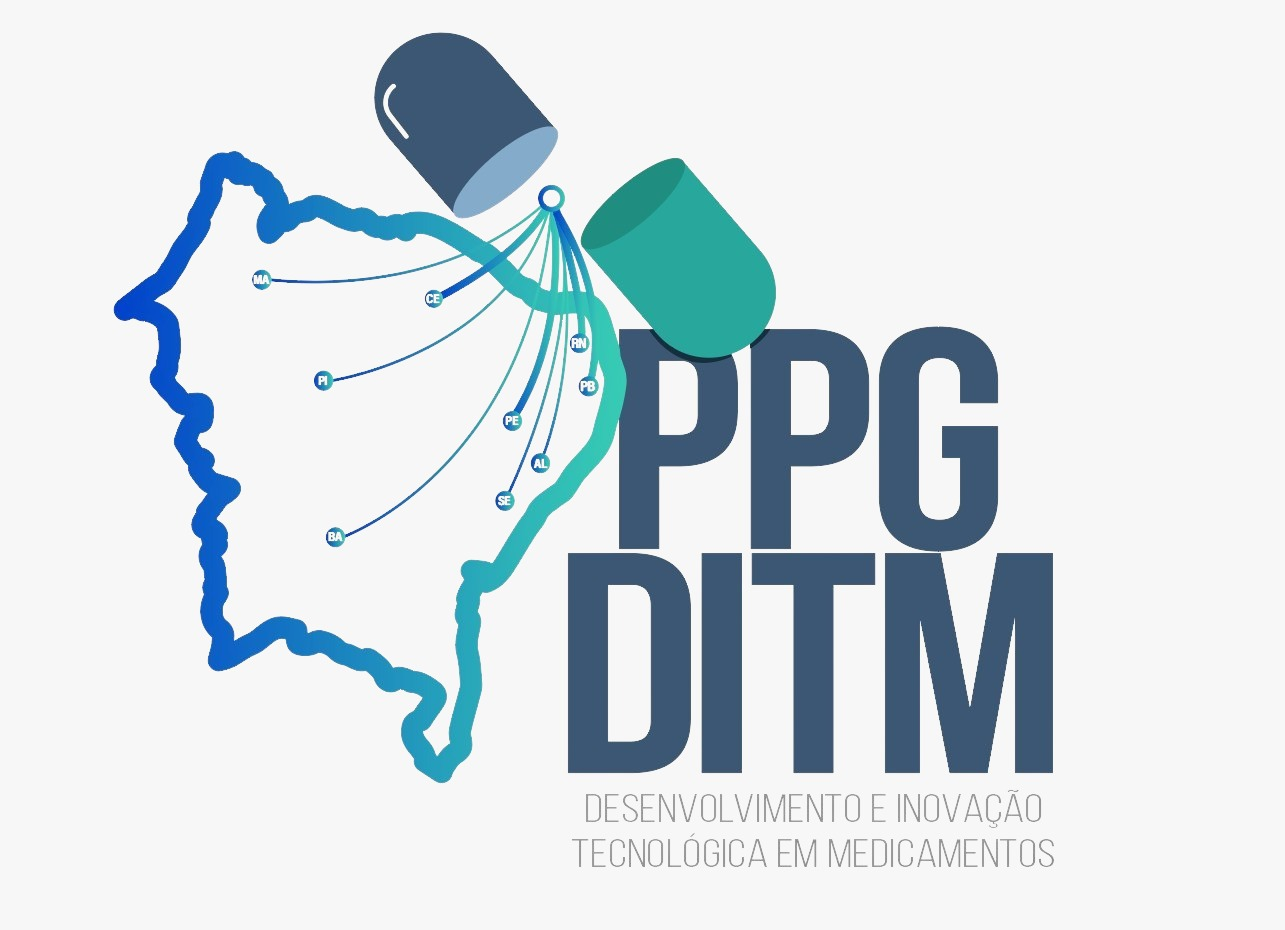 MA
CE
RN
PI
PB
PE
AL
SE
BA
PPG
DITM
DESENVOLVIMENTO E INOVAÇÃO
TECNOLÓGICA EM MEDICAMENTOS